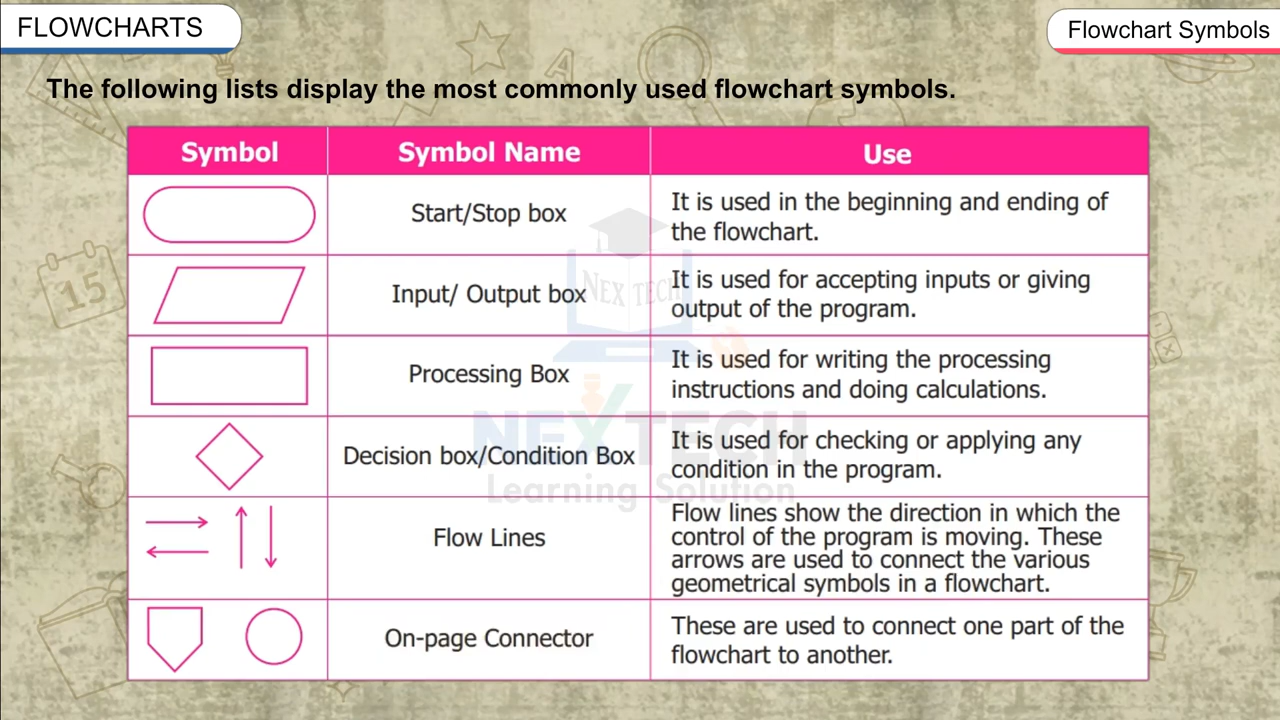 FLOWCHARTS
Flowchart Symbols
The following lists display the most commonly used flowchart symbols.
Symbol
Symbol Name
Use
Start/Stop box
It is used in the beginning and ending of
the flowchart.
Input/ Output box
It is used for accepting inputs or giving
output of the program.
Processing Box
It is used for writing the processing
instructions and doing calculations.
Decision box/Condition Box
It is used for checking or applying any
condition in the program.
Flow Lines
Flow lines show the direction in which the
control of the program is moving. These
arrows are used to connect the various
geometrical symbols in a flowchart.
On-page Connector
These are used to connect one part of the
flowchart to another.
NEX TECH
NEXTECH
Learning Solution
15
A